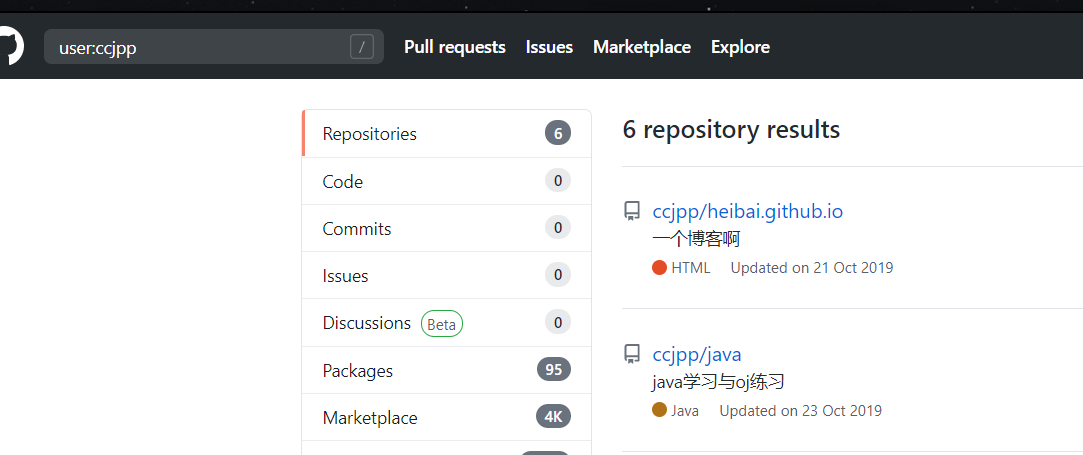 user:ccjpp / Pull requests Issues Marketplace Explore
Repositories 6
Code 0
Commits 0
Issues 0
Discussions Beta 0
Packages 95
Marketplace 4K
6 repository results
ccjpp/heibai.github.io
一个博客啊
HTML Updated on 21 Oct 2019
ccjpp/java
java学习与oj练习
Java Updated on 23 Oct 2019